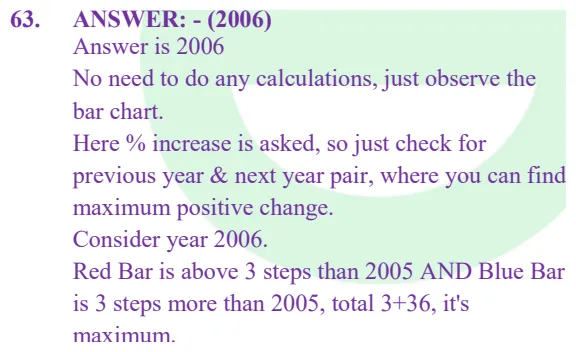 63. ANSWER: - (2006)
Answer is 2006
No need to do any calculations, just observe the
bar chart.
Here % increase is asked, so just check for
previous year & next year pair, where you can find
maximum positive change.
Consider year 2006.
Red Bar is above 3 steps than 2005 AND Blue Bar
is 3 steps more than 2005, total 3+36, it's
maximum.